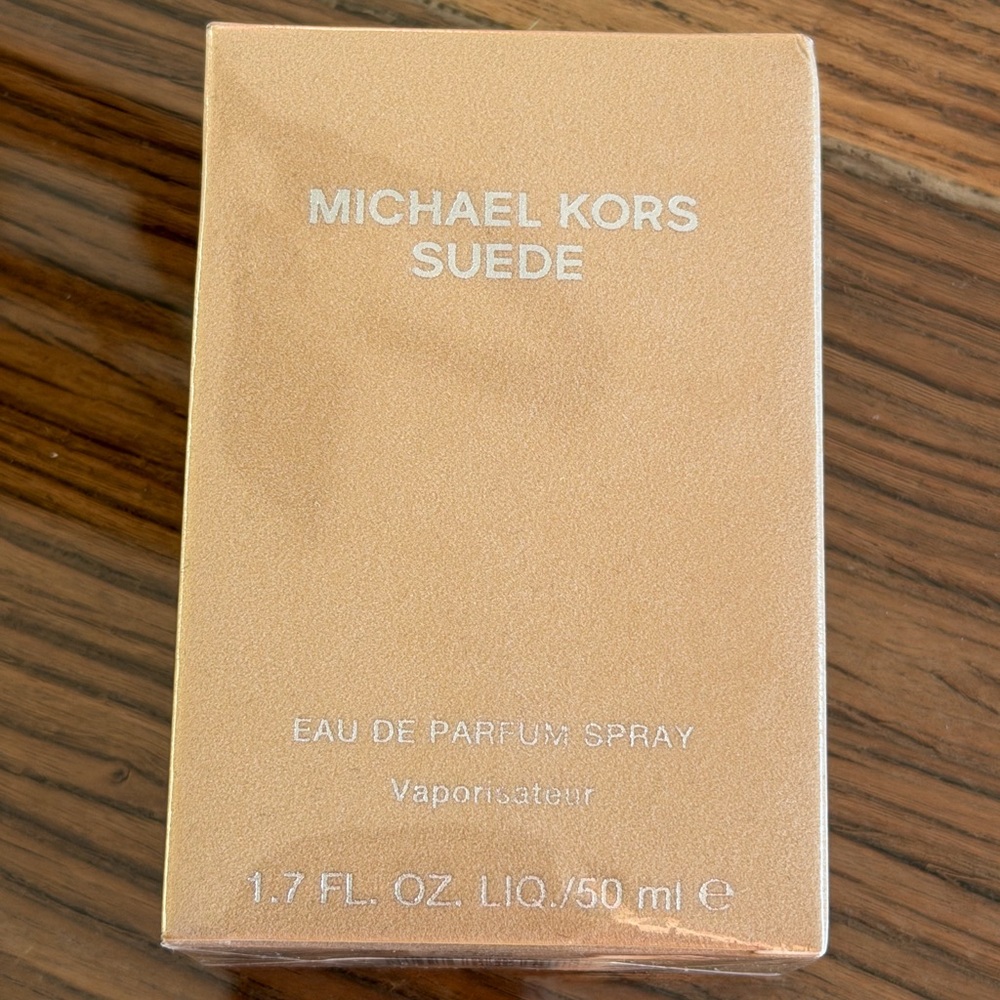 MICHAEL KORS
SUEDE
EAU DE PARFUM SPRAY
Vaporisateur
1.7 FL. OZ. LIQ./50 ml ℮